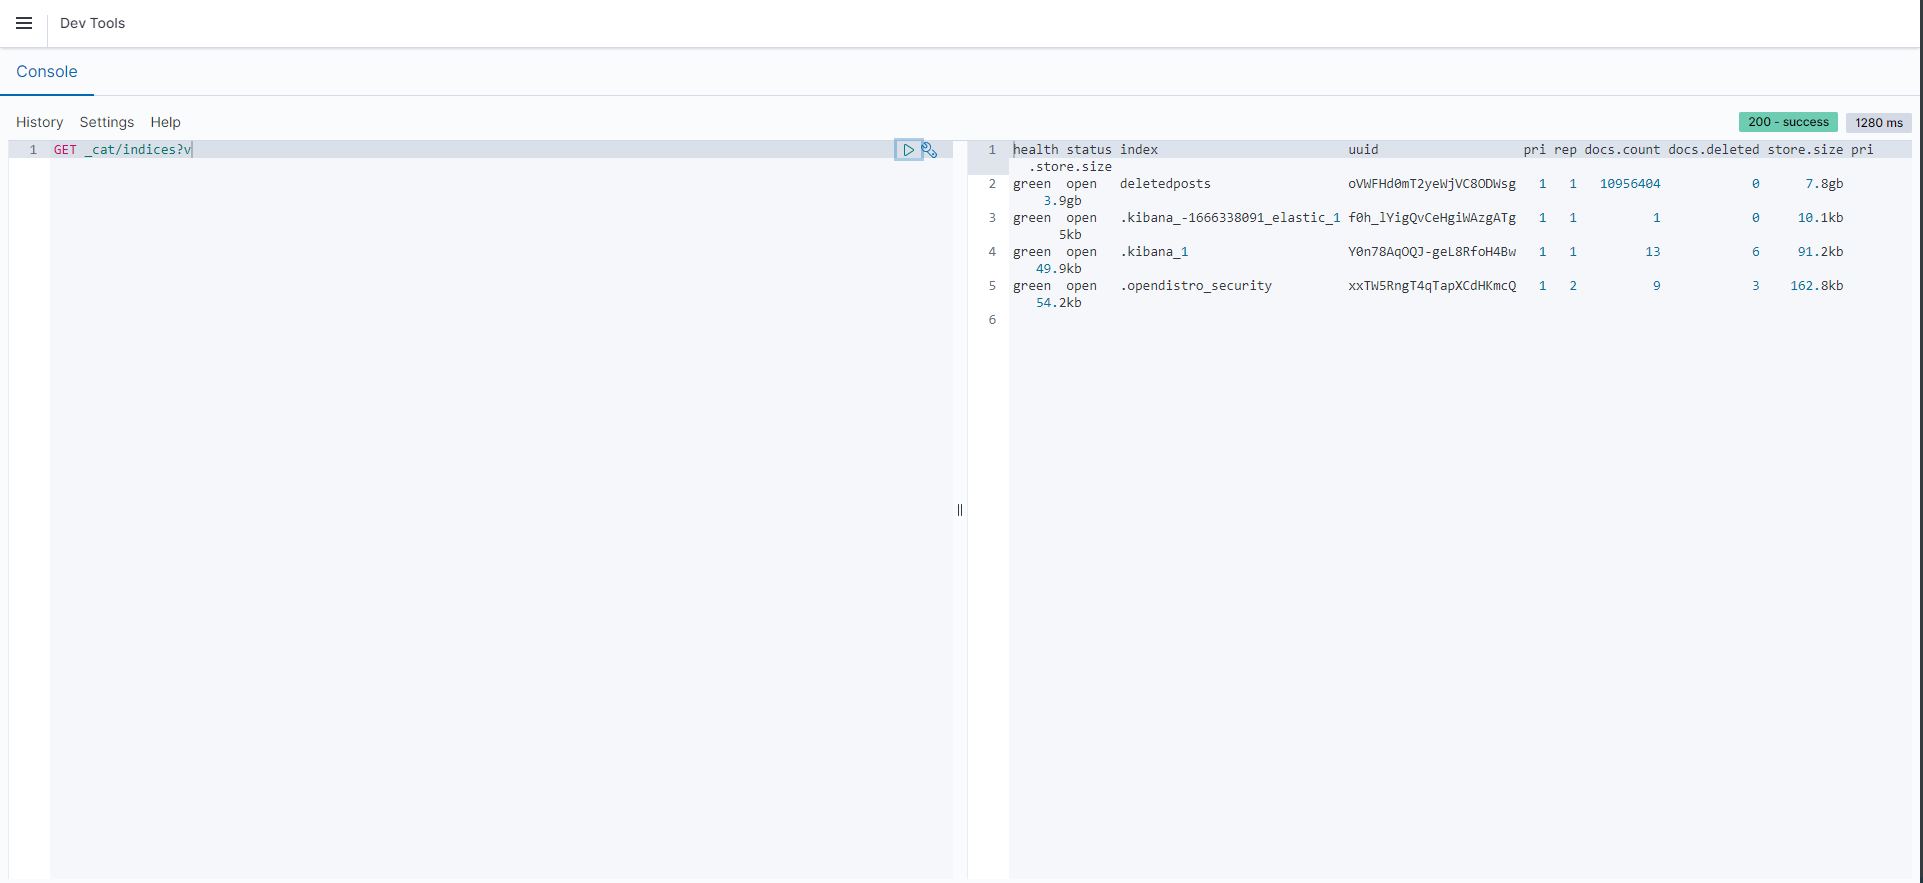 Dev Tools
Console
History Settings Help
200 - success 1280 ms
1 GET _cat/indices?v
1 health status index uuid pri rep docs.count docs.deleted store.size pri
.store.size
2 green open deletedposts oVWFHd0mT2yeWjVC8ODWsg 1 1 10956404 0 7.8gb
3.9gb
3 green open .kibana_-1666338091_elastic_1 f0h_lYigQvCeHgiWAzgATg 1 1 1 0 10.1kb
5kb
4 green open .kibana_1 Y0n78AqOQJ-geL8RfoH4Bw 1 1 13 6 91.2kb
49.9kb
5 green open .opendistro_security xxTW5RngT4qTapXCdHKmcQ 1 2 9 3 162.8kb
54.2kb
6